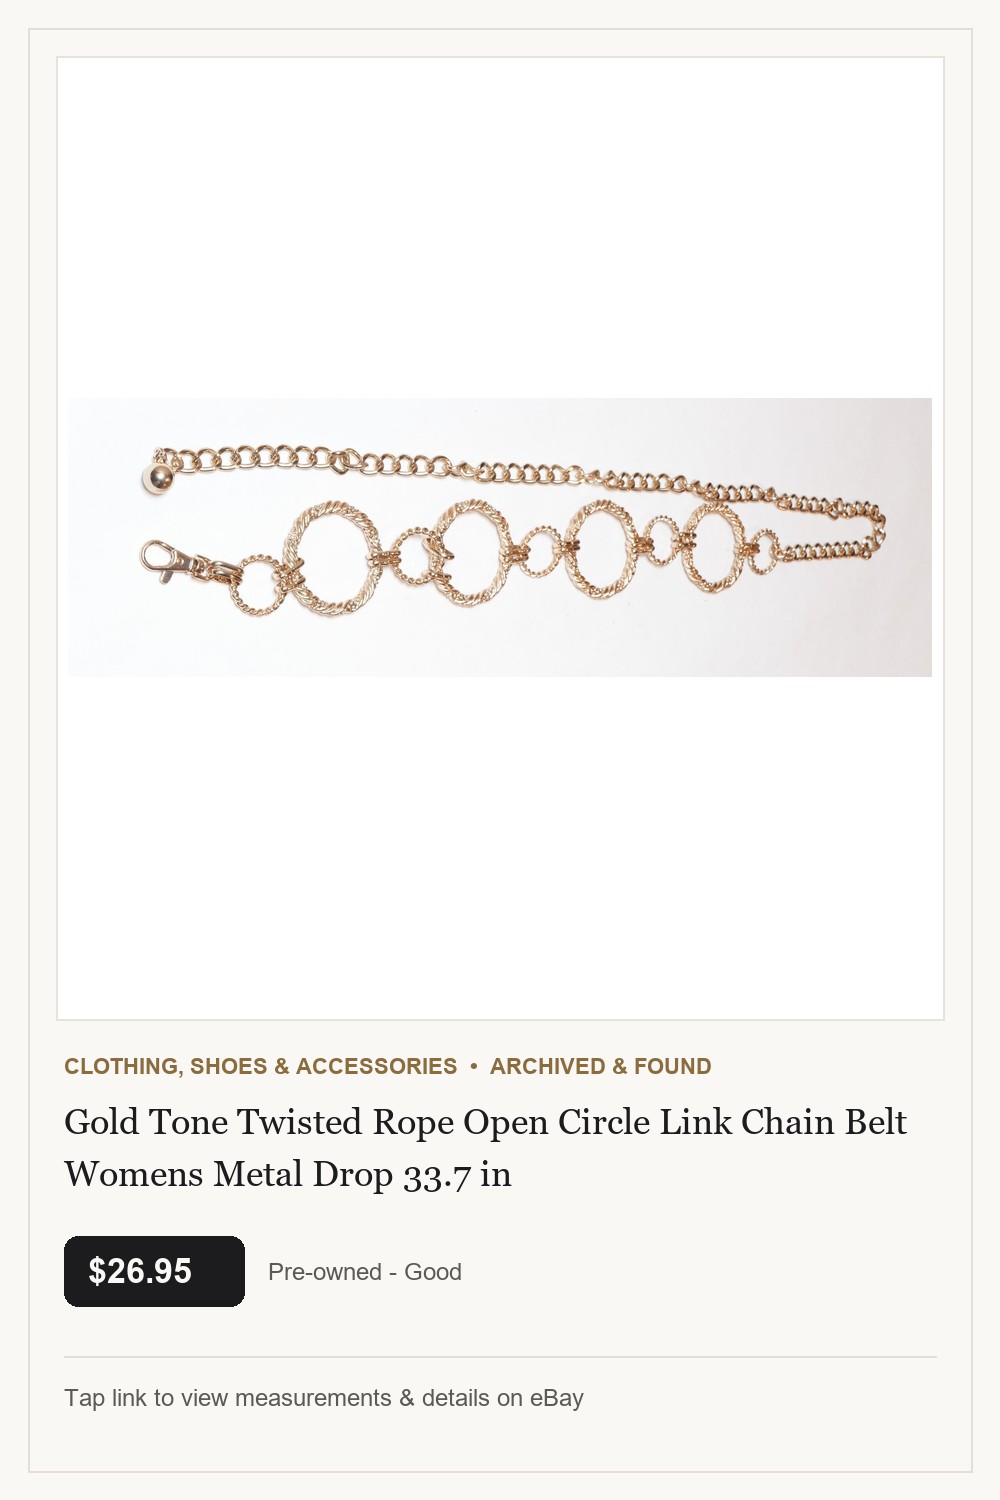 CLOTHING, SHOES & ACCESSORIES • ARCHIVED & FOUND
Gold Tone Twisted Rope Open Circle Link Chain Belt
Womens Metal Drop 33.7 in
$26.95
Pre-owned - Good
Tap link to view measurements & details on eBay